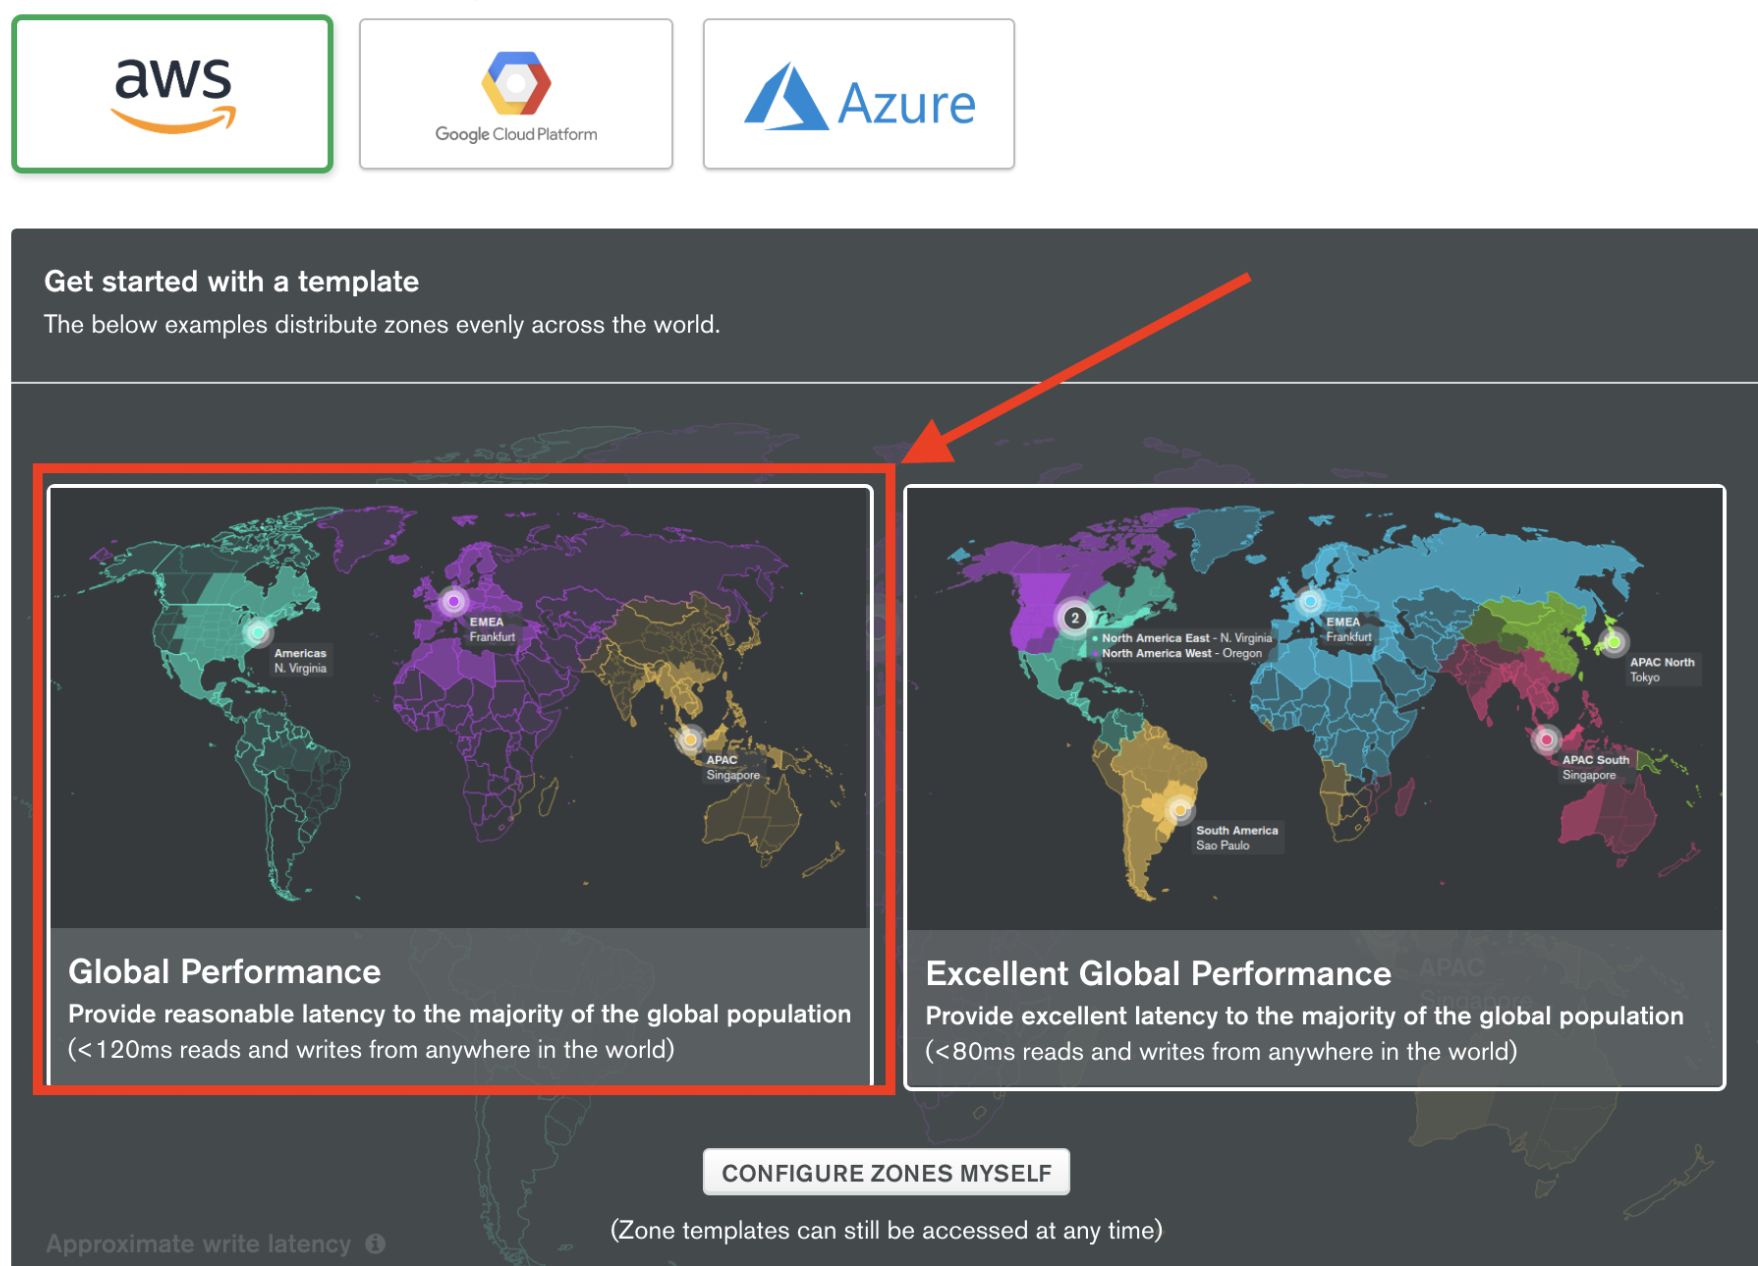 aws
Google Cloud Platform
Azure
Get started with a template
The below examples distribute zones evenly across the world.
Americas
N. Virginia
EMEA
Frankfurt
APAC
Singapore
Global Performance
Provide reasonable latency to the majority of the global population
(<120ms reads and writes from anywhere in the world)
2
North America East - N. Virginia
North America West - Oregon
EMEA
Frankfurt
APAC North
Tokyo
APAC South
Singapore
South America
Sao Paulo
APAC
Singapore
Excellent Global Performance
Provide excellent latency to the majority of the global population
(<80ms reads and writes from anywhere in the world)
CONFIGURE ZONES MYSELF
(Zone templates can still be accessed at any time)
Approximate write latency i